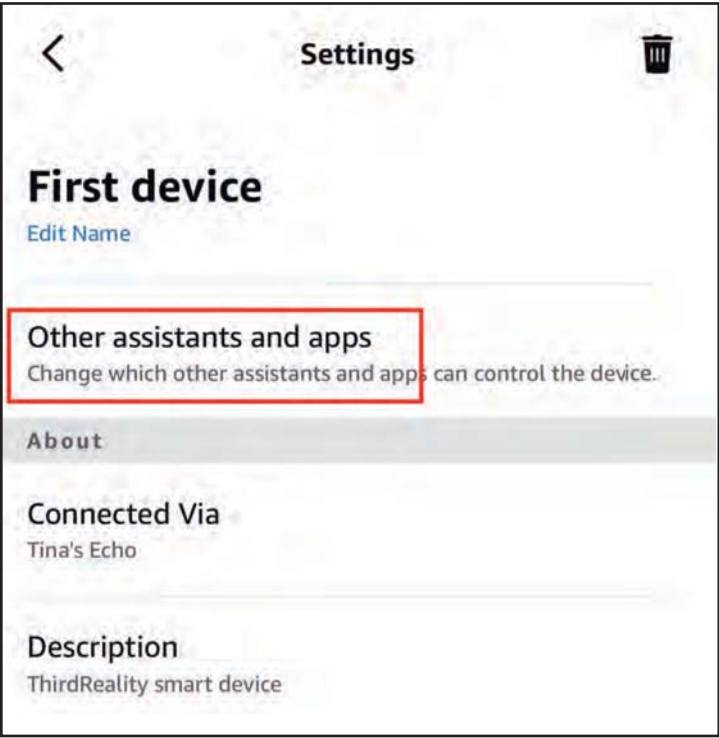 Settings
First device
Edit Name
Other assistants and apps
Change which other assistants and apps can control the device.
About
Connected Via
Tina's Echo
Description
ThirdReality smart device